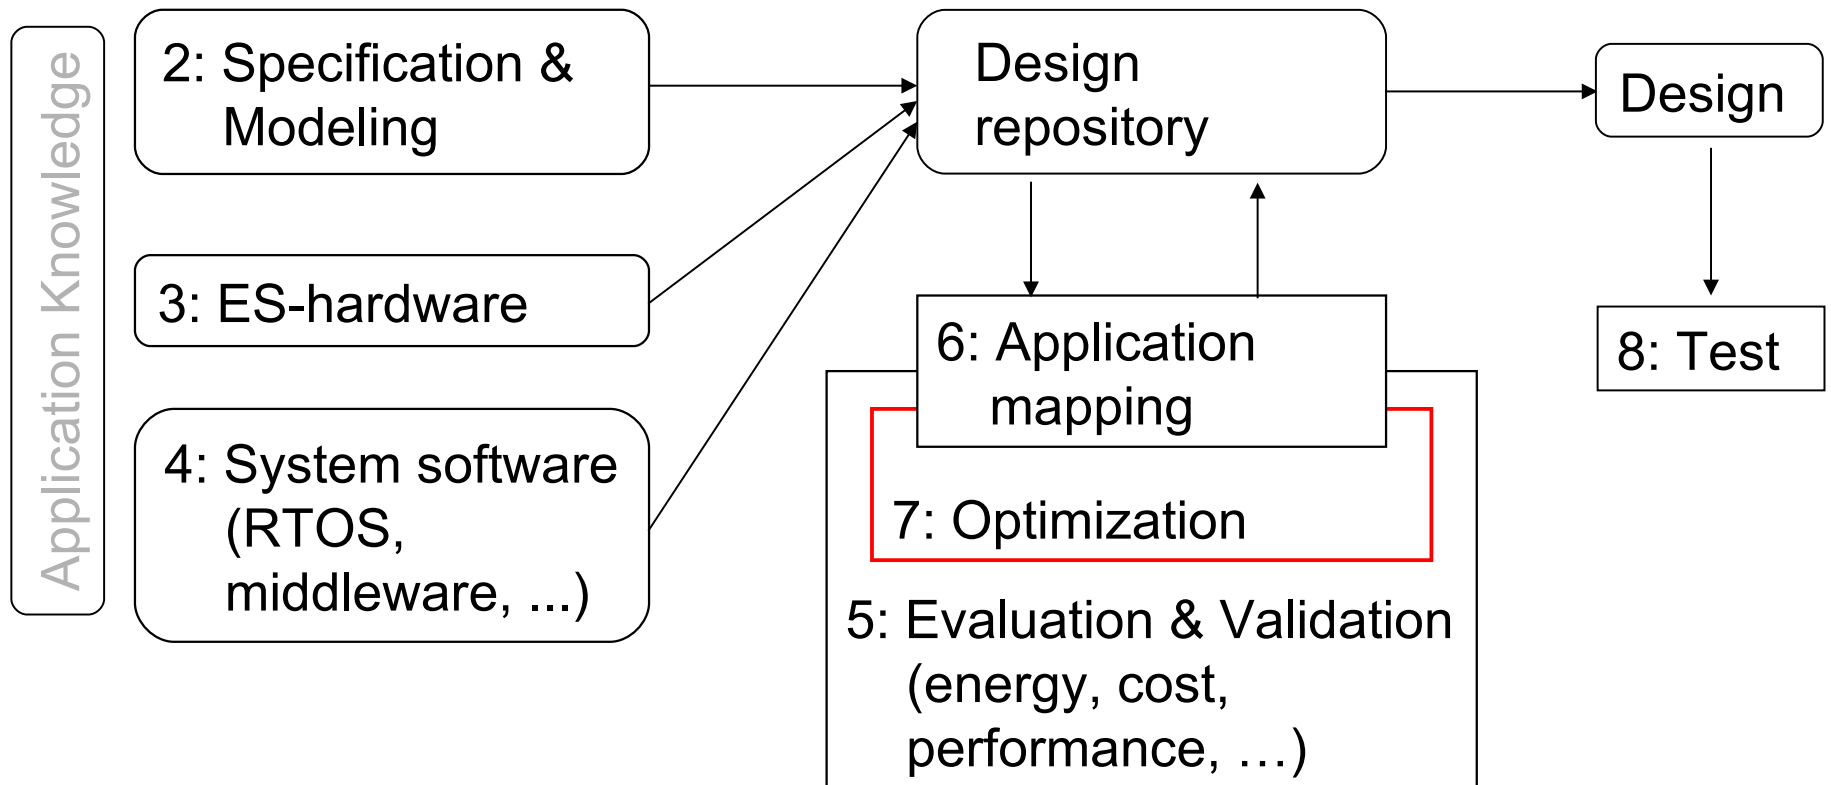 Application Knowledge
2: Specification &
Modeling
3: ES-hardware
4: System software
(RTOS,
middleware, ...)
Design
repository
6: Application
mapping
7: Optimization
5: Evaluation & Validation
(energy, cost,
performance, …)
Design
8: Test